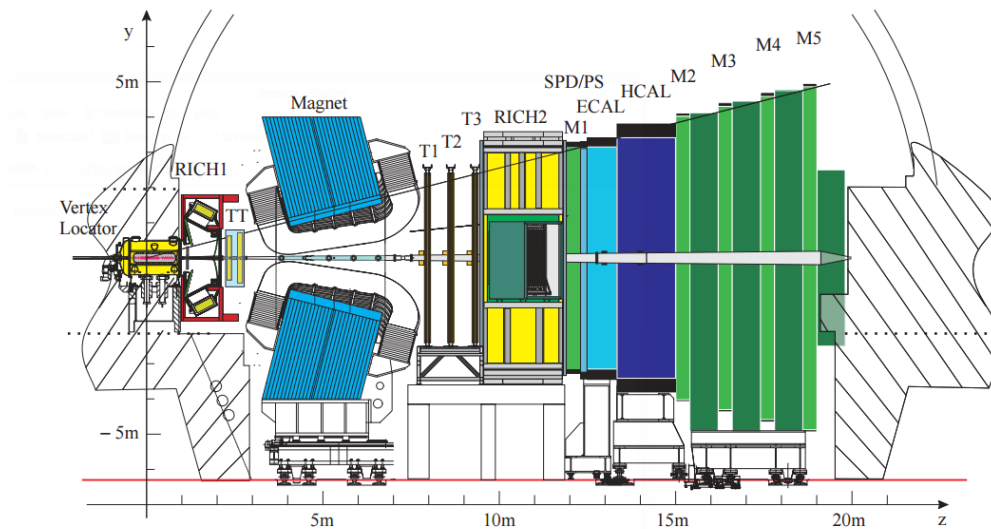 y
5m
Magnet
RICH1
Vertex
Locator
TT
T1
T2
T3
RICH2
M1
SPD/PS
ECAL
HCAL
M2
M3
M4
M5
− 5m
5m
10m
15m
20m
z